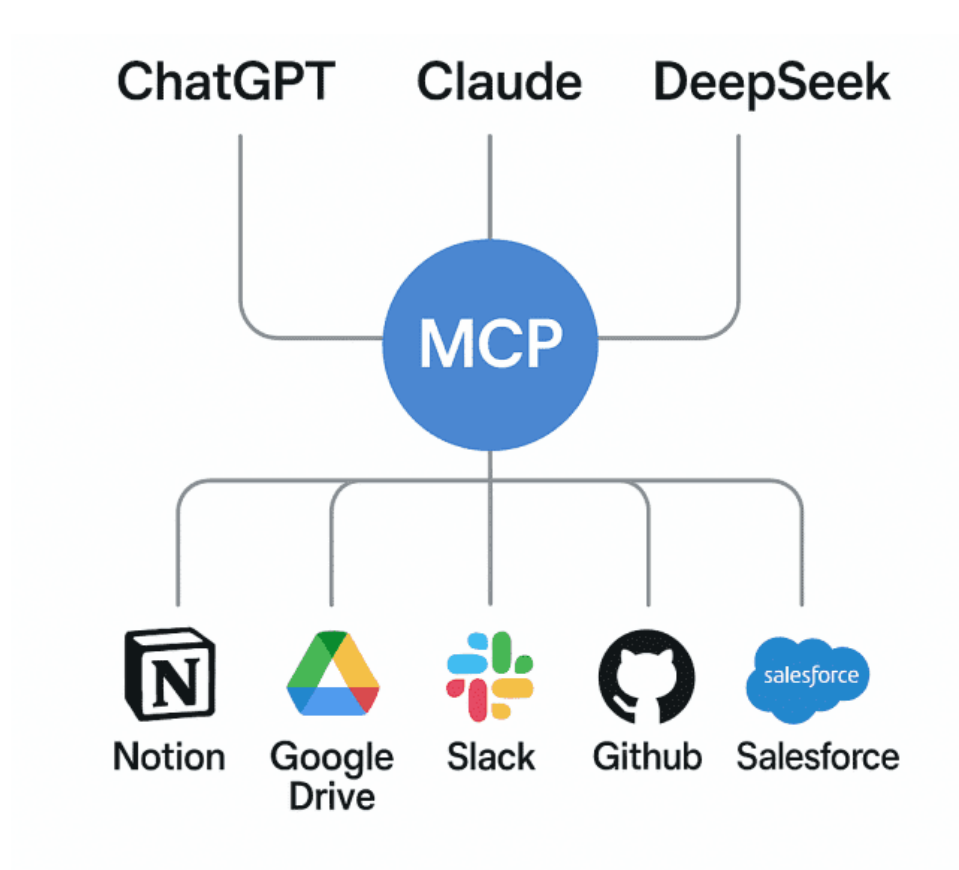 ChatGPT Claude DeepSeek
MCP
N
salesforce
Notion Google Drive Slack Github Salesforce